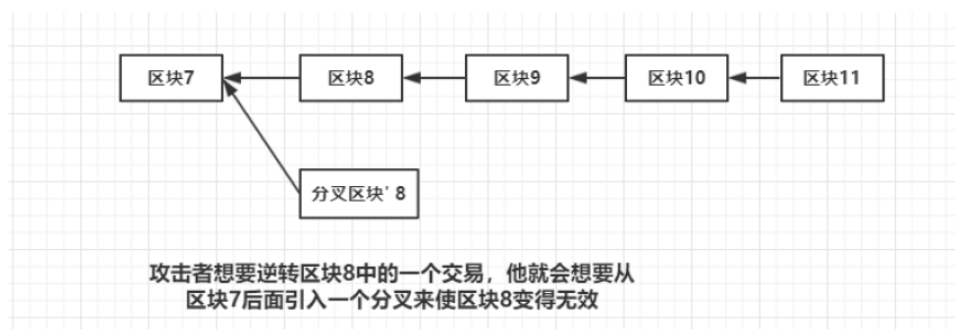 区块7
区块8
区块9
区块10
区块11
分叉区块' 8
攻击者想要逆转区块8中的一个交易，他就会想要从
区块7后面引入一个分叉来使区块8变得无效